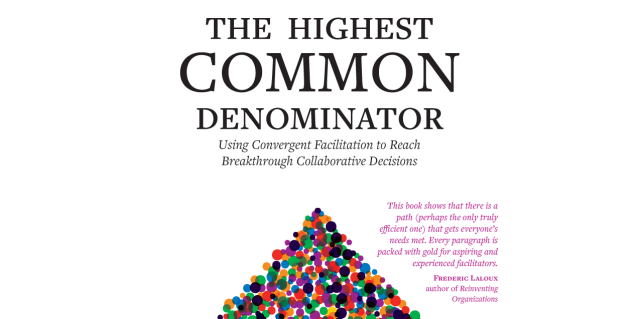 THE HIGHEST
COMMON
DENOMINATOR
Using Convergent Facilitation to Reach
Breakthrough Collaborative Decisions
This book shows that there is a
path (perhaps the only truly
efficient one) that gets everyone's
needs met. Every paragraph is
packed with gold for aspiring and
experienced facilitators.
Frederic Laloux
author of Reinventing
Organizations